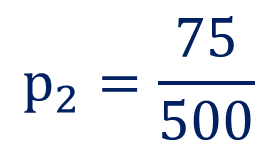 p₂ = 75/500